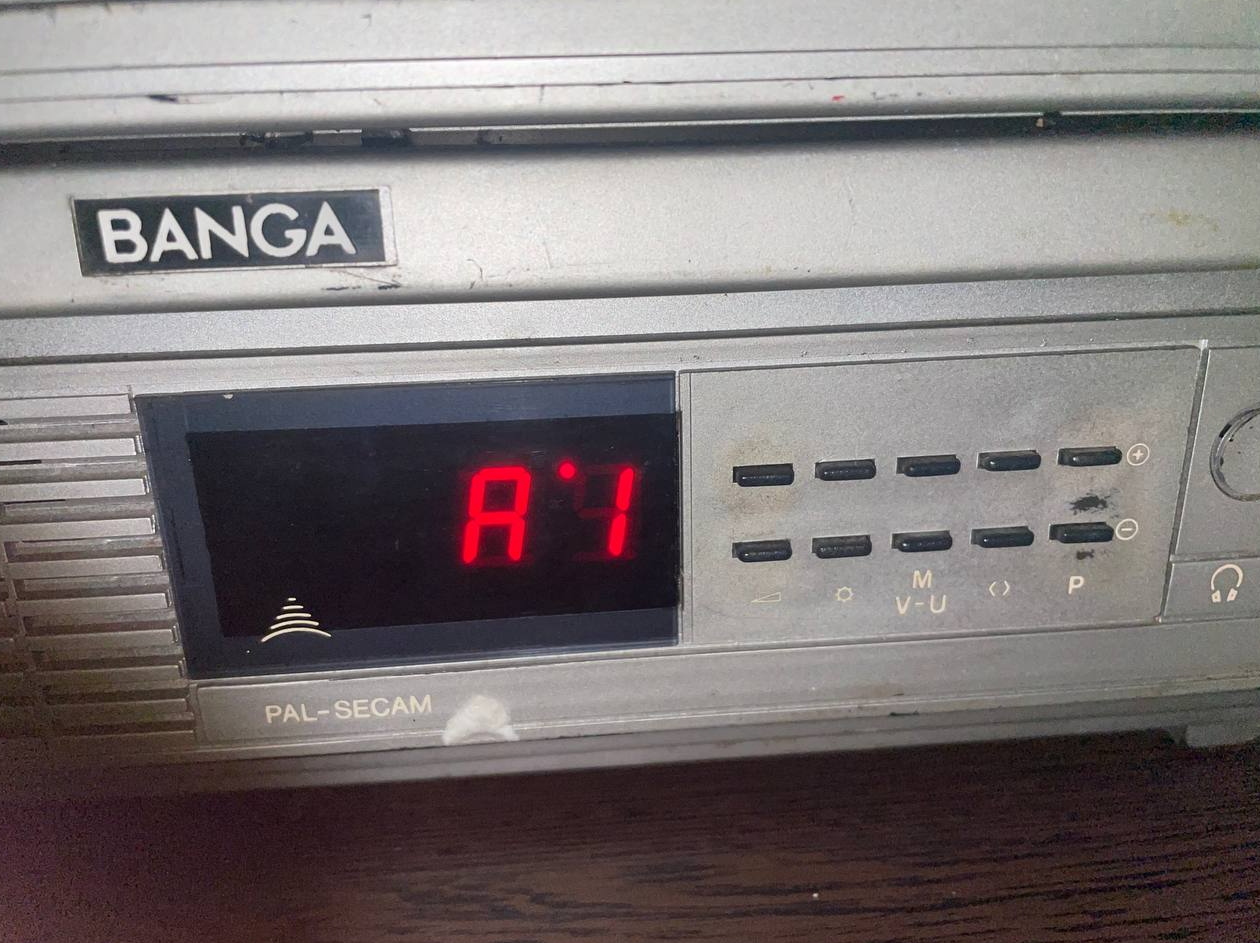 BANGA
A˙1
+
-
M
V-U
<>
P
PAL-SECAM